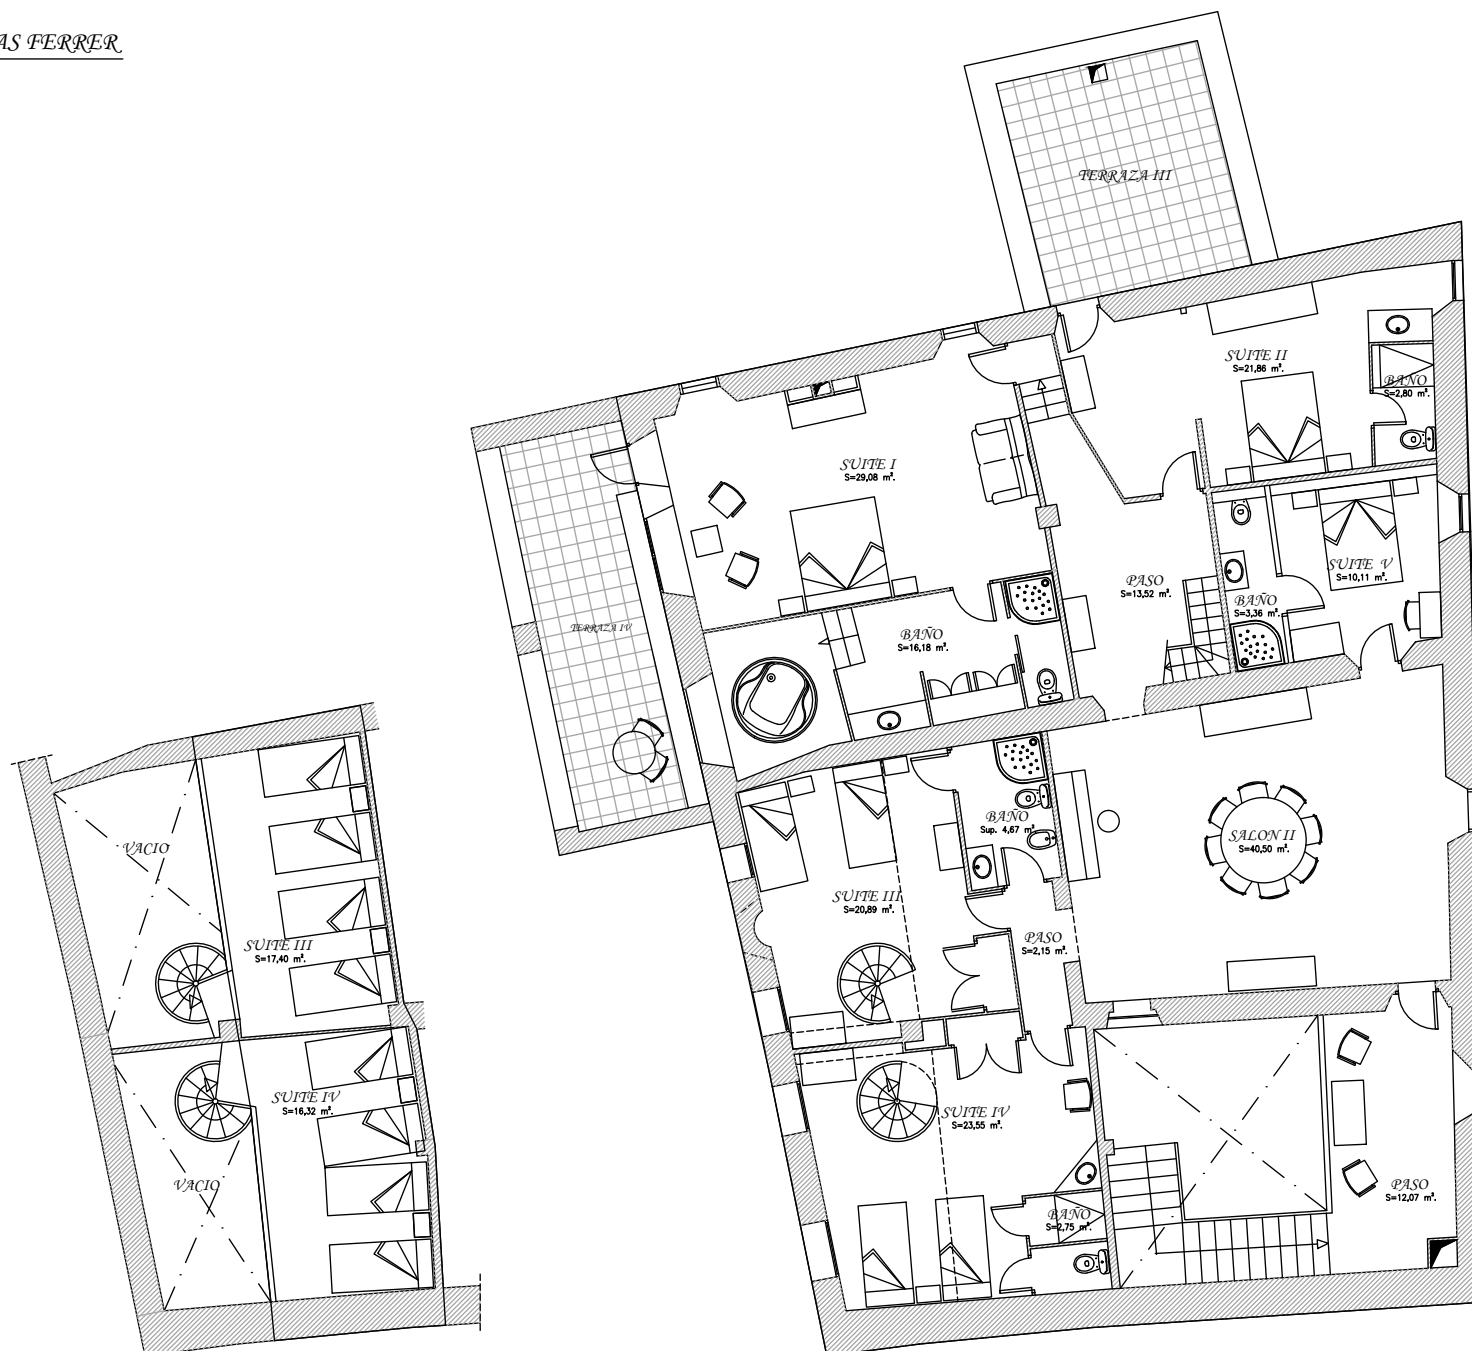 AS FERRER
TERRAZA III
SUITE II
S=21,86 m².
BAÑO
S=2,80 m².
SUITE I
S=29,08 m².
SUITE V
S=10,11 m².
PASO
S=13,52 m².
BAÑO
S=3,36 m².
TERRAZA IV
BAÑO
S=16,18 m².
BAÑO
Sup. 4,67 m²
SALON II
S=40,50 m².
VACIO
SUITE III
S=20,89 m².
SUITE III
S=17,40 m².
PASO
S=2,15 m².
SUITE IV
S=16,32 m².
SUITE IV
S=23,55 m².
VACIO
PASO
S=12,07 m².
BAÑO
S=2,75 m².